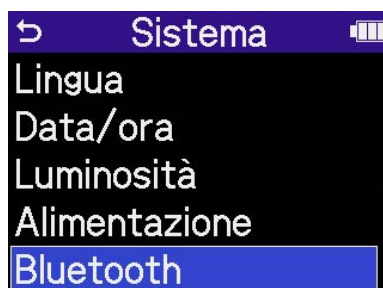 Sistema
Lingua
Data/ora
Luminosità
Alimentazione
Bluetooth